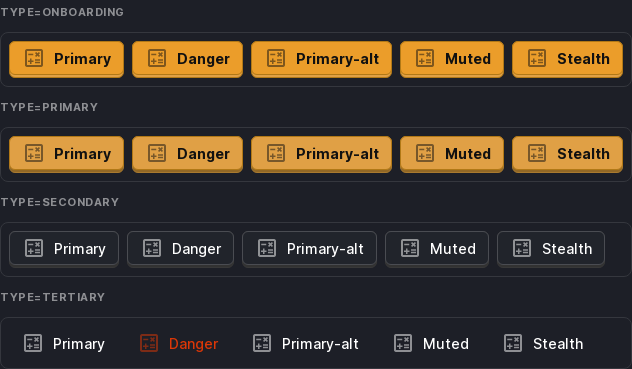 TYPE=ONBOARDING
Primary Danger Primary-alt Muted Stealth
TYPE=PRIMARY
Primary Danger Primary-alt Muted Stealth
TYPE=SECONDARY
Primary Danger Primary-alt Muted Stealth
TYPE=TERTIARY
Primary Danger Primary-alt Muted Stealth